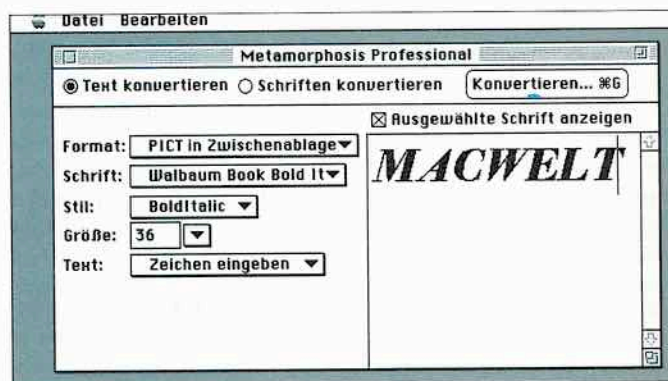 Datei Bearbeiten
Metamorphosis Professional
Text konvertieren Schriften konvertieren Konvertieren... ⌘G
Ausgewählte Schrift anzeigen
Format: PICT in Zwischenablage
Schrift: Walbaum Book Bold It
Stil: BoldItalic
Größe: 36
Text: Zeichen eingeben
MACWELT